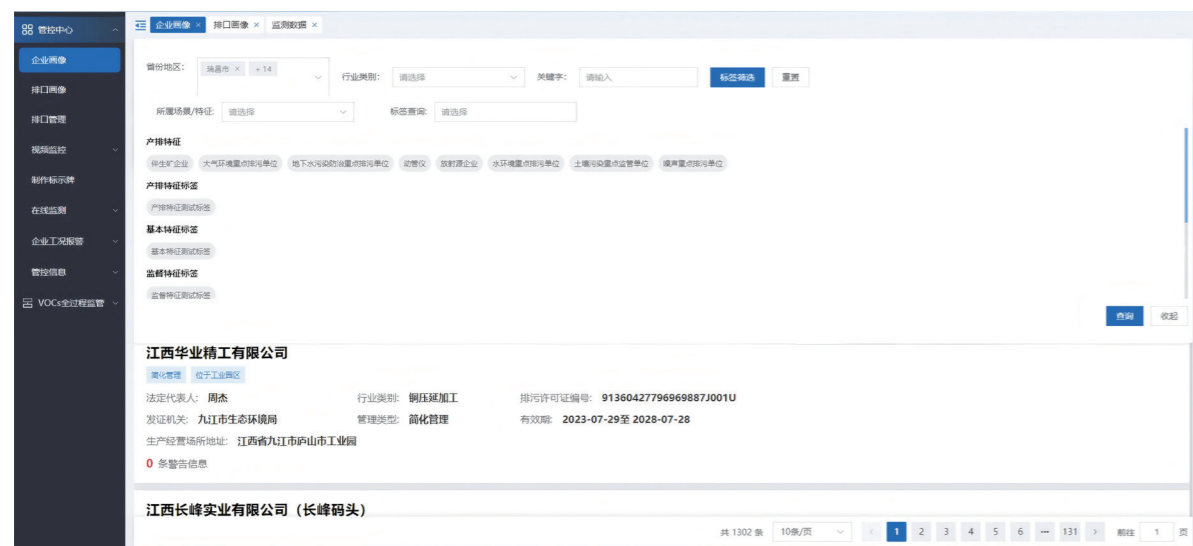 管控中心
企业画像
排口画像
排口管理
视频监控
制作标示牌
在线监测
企业工况报警
管控信息
VOCs全过程监管
企业画像 × 排口画像 × 监测数据 ×
省份地区: 瑞昌市 × + 14 行业类别: 请选择 关键字: 请输入 标签筛选 重置
所属场景/特征: 请选择 标签查询: 请选择
产排特征
伴生矿企业 大气环境重点排污单位 地下水污染防治重点排污单位 动管仪 放射源企业 水环境重点排污单位 土壤污染重点监管单位 噪声重点排污单位
产排特征标签
产排特征测试标签
基本特征标签
基本特征测试标签
监督特征标签
监督特征测试标签
查询 收起
江西华业精工有限公司
简化管理 位于工业园区
法定代表人: 周杰 行业类别: 铜压延加工 排污许可证编号: 91360427796969887J001U
发证机关: 九江市生态环境局 管理类型: 简化管理 有效期: 2023-07-29至 2028-07-28
生产经营场所地址: 江西省九江市庐山市工业园
0 条警告信息
江西长峰实业有限公司（长峰码头）
共 1302 条 10条/页 < 1 2 3 4 5 6 ··· 131 > 前往 1 页